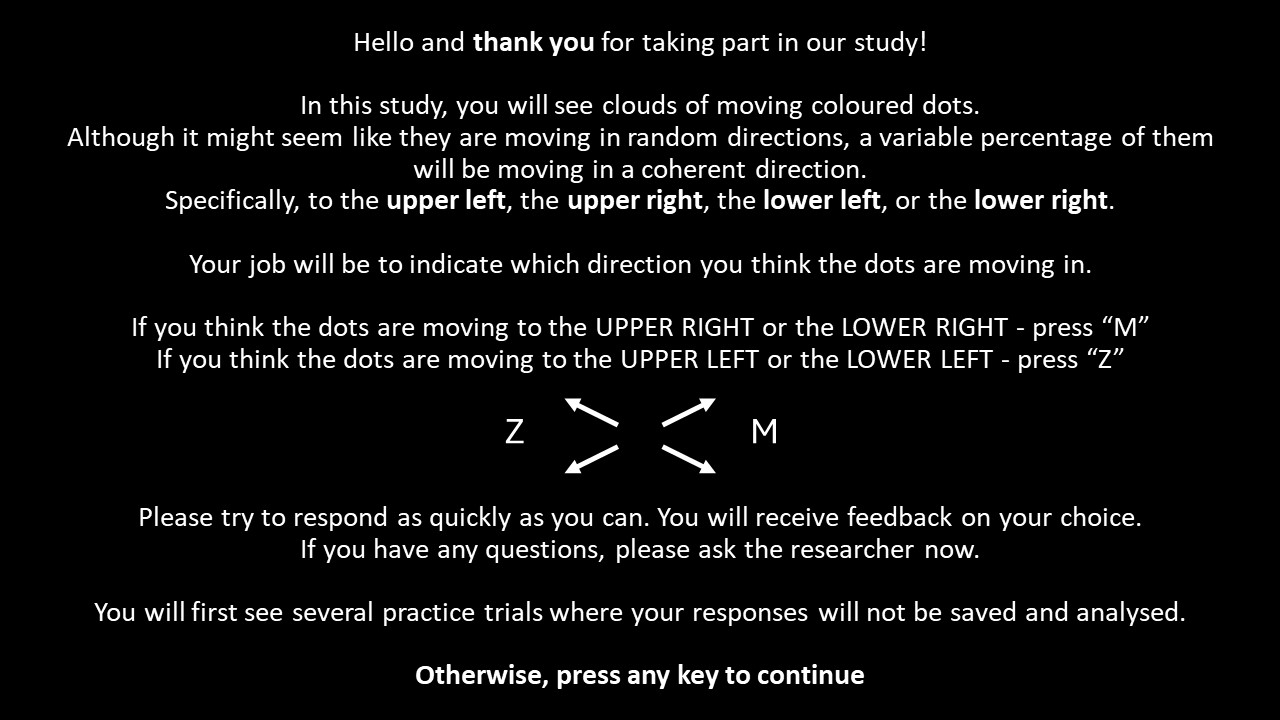 Hello and thank you for taking part in our study!
In this study, you will see clouds of moving coloured dots.
Although it might seem like they are moving in random directions, a variable percentage of them
will be moving in a coherent direction.
Specifically, to the upper left, the upper right, the lower left, or the lower right.
Your job will be to indicate which direction you think the dots are moving in.
If you think the dots are moving to the UPPER RIGHT or the LOWER RIGHT - press “M”
If you think the dots are moving to the UPPER LEFT or the LOWER LEFT - press “Z”
Z M
Please try to respond as quickly as you can. You will receive feedback on your choice.
If you have any questions, please ask the researcher now.
You will first see several practice trials where your responses will not be saved and analysed.
Otherwise, press any key to continue